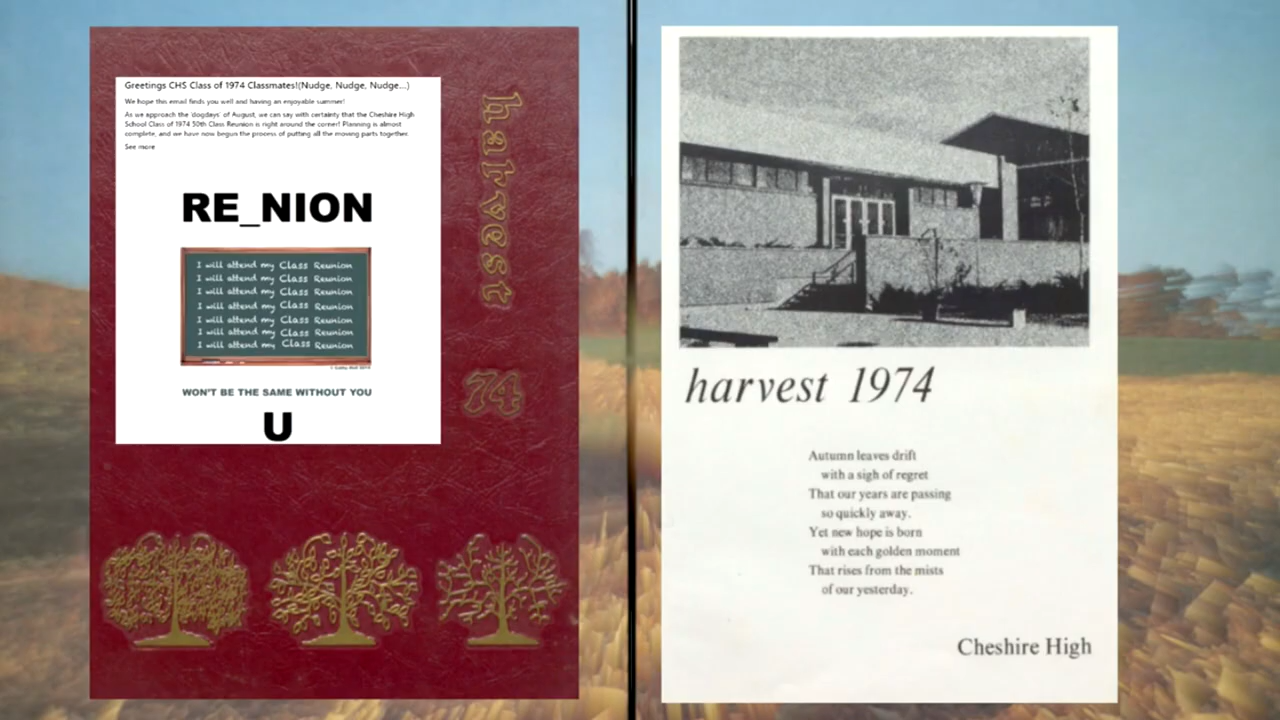 Greetings CHS Class of 1974 Classmates!(Nudge, Nudge, Nudge...)
We hope this email finds you well and having an enjoyable summer!
As we approach the 'dogdays' of August, we can say with certainty that the Cheshire High
School Class of 1974 50th Class Reunion is right around the corner! Planning is almost
complete, and we have now begun the process of putting all the moving parts together.
See more
RE_NION
I will attend my Class Reunion
I will attend my Class Reunion
I will attend my Class Reunion
I will attend my Class Reunion
I will attend my Class Reunion
I will attend my Class Reunion
I will attend my Class Reunion
WON'T BE THE SAME WITHOUT YOU
U
harvest
74
harvest 1974
Autumn leaves drift
with a sigh of regret
That our years are passing
so quickly away.
Yet new hope is born
with each golden moment
That rises from the mists
of our yesterday.
Cheshire High